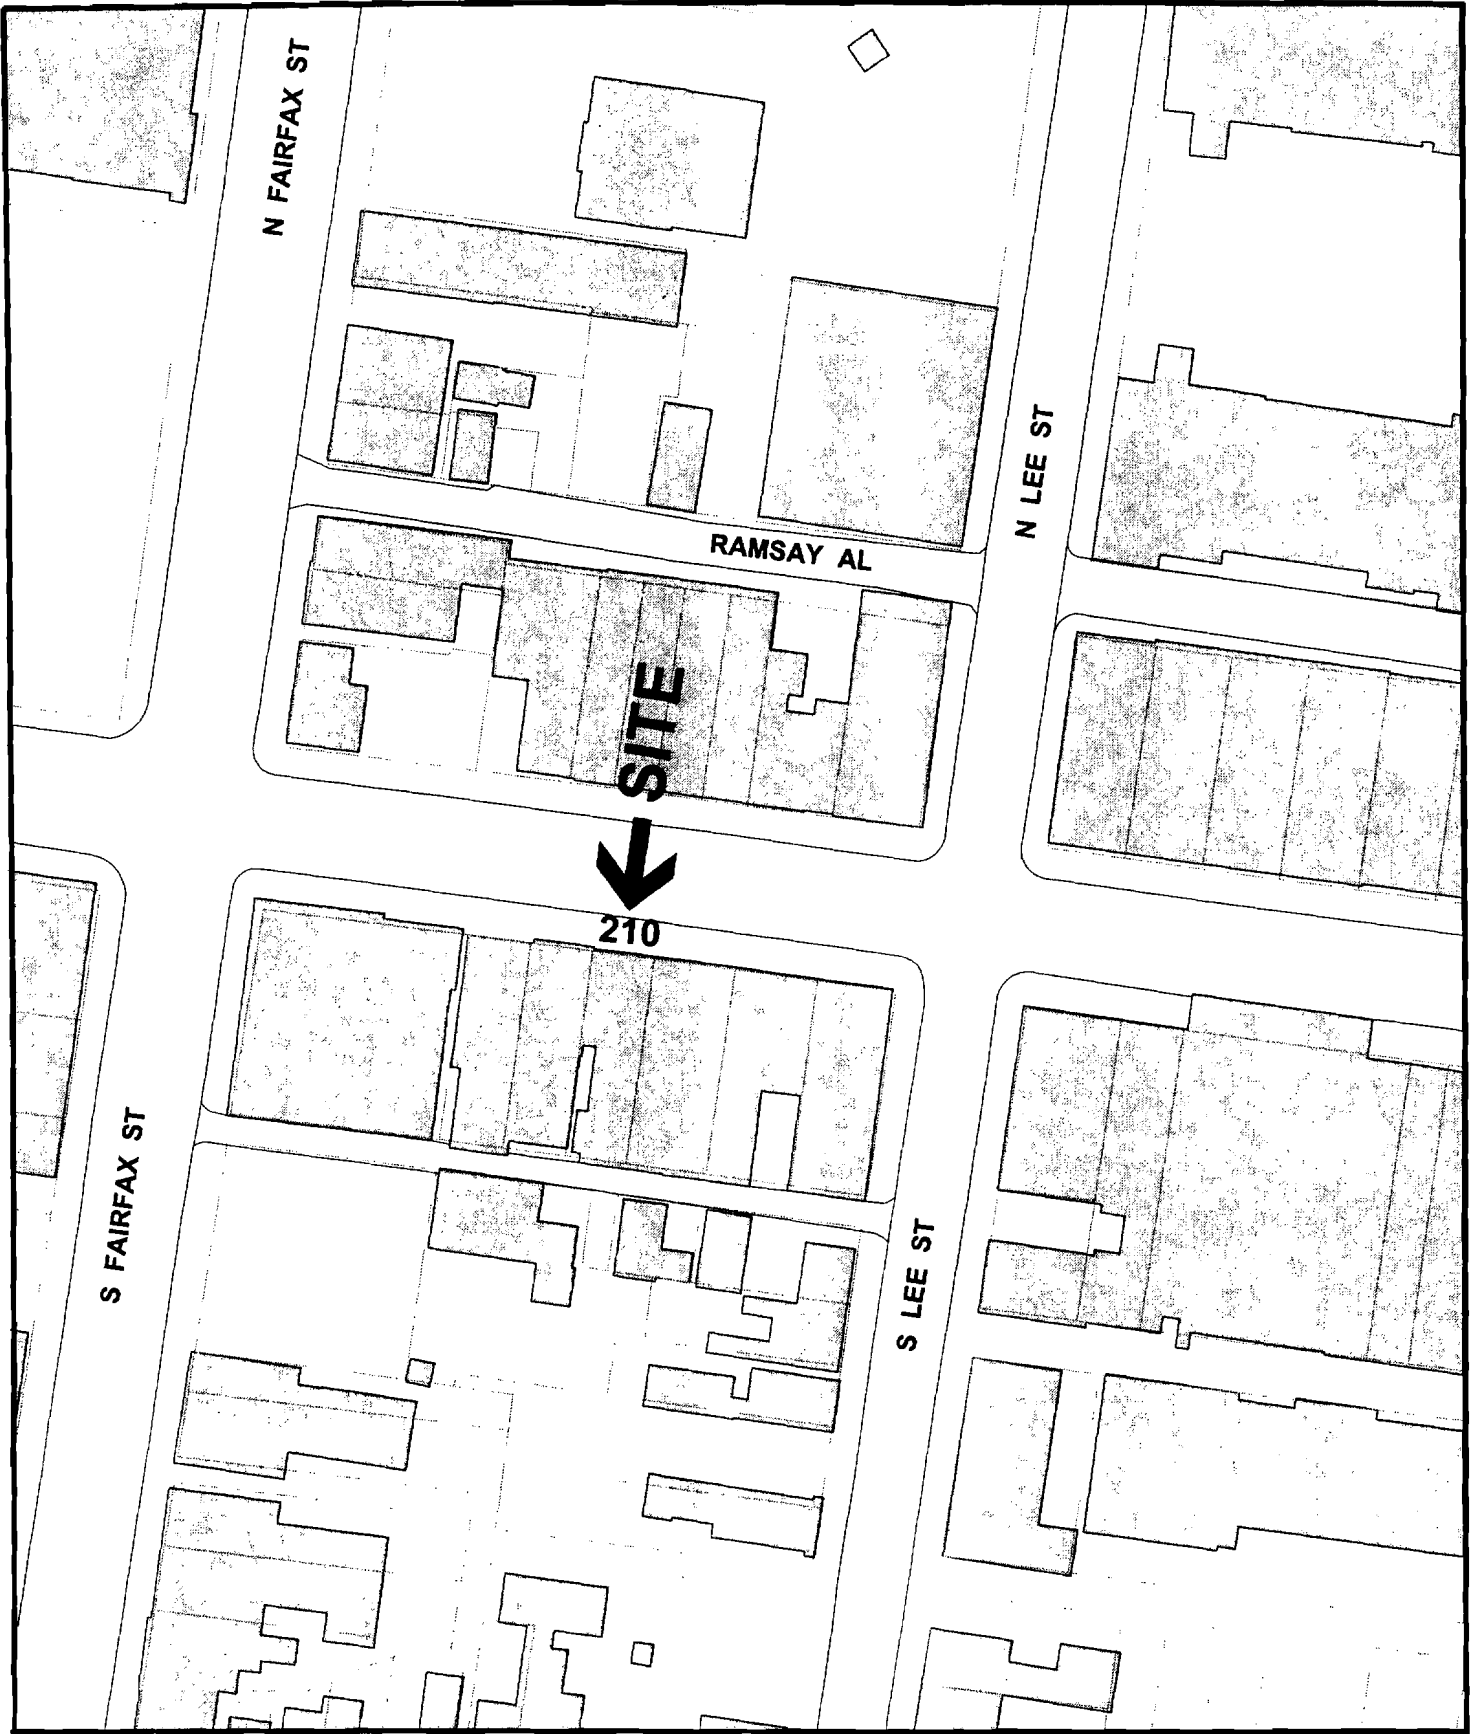 N FAIRFAX ST
N LEE ST
RAMSAY AL
SITE
210
S FAIRFAX ST
S LEE ST